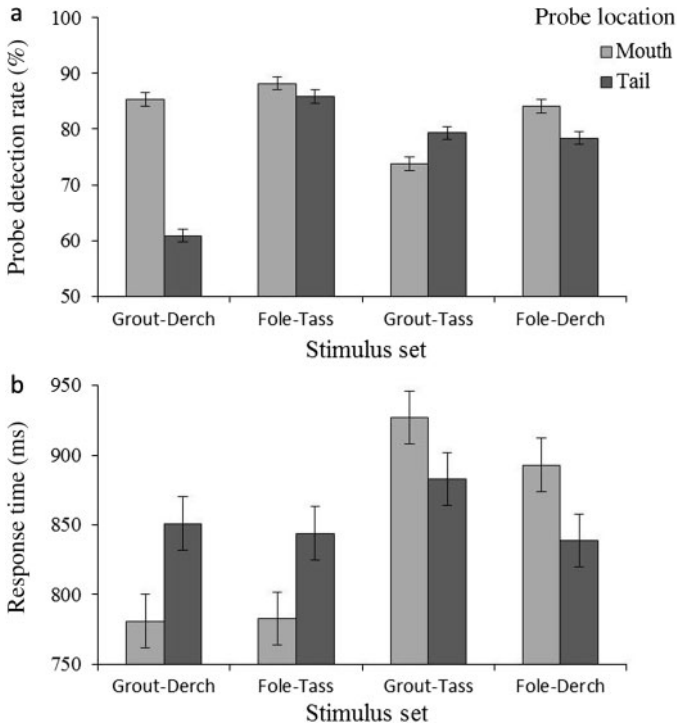 a
Probe location
Mouth
Tail
Probe detection rate (%)
100
90
80
70
60
50
Grout-Derch Fole-Tass Grout-Tass Fole-Derch
Stimulus set
b
Response time (ms)
950
900
850
800
750
Grout-Derch Fole-Tass Grout-Tass Fole-Derch
Stimulus set